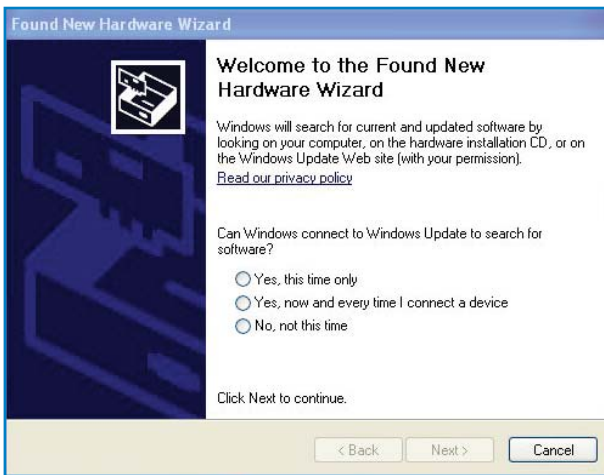 Found New Hardware Wizard
Welcome to the Found New
Hardware Wizard
Windows will search for current and updated software by
looking on your computer, on the hardware installation CD, or on
the Windows Update Web site (with your permission).
Read our privacy policy
Can Windows connect to Windows Update to search for
software?
Yes, this time only
Yes, now and every time I connect a device
No, not this time
Click Next to continue.
< Back Next > Cancel